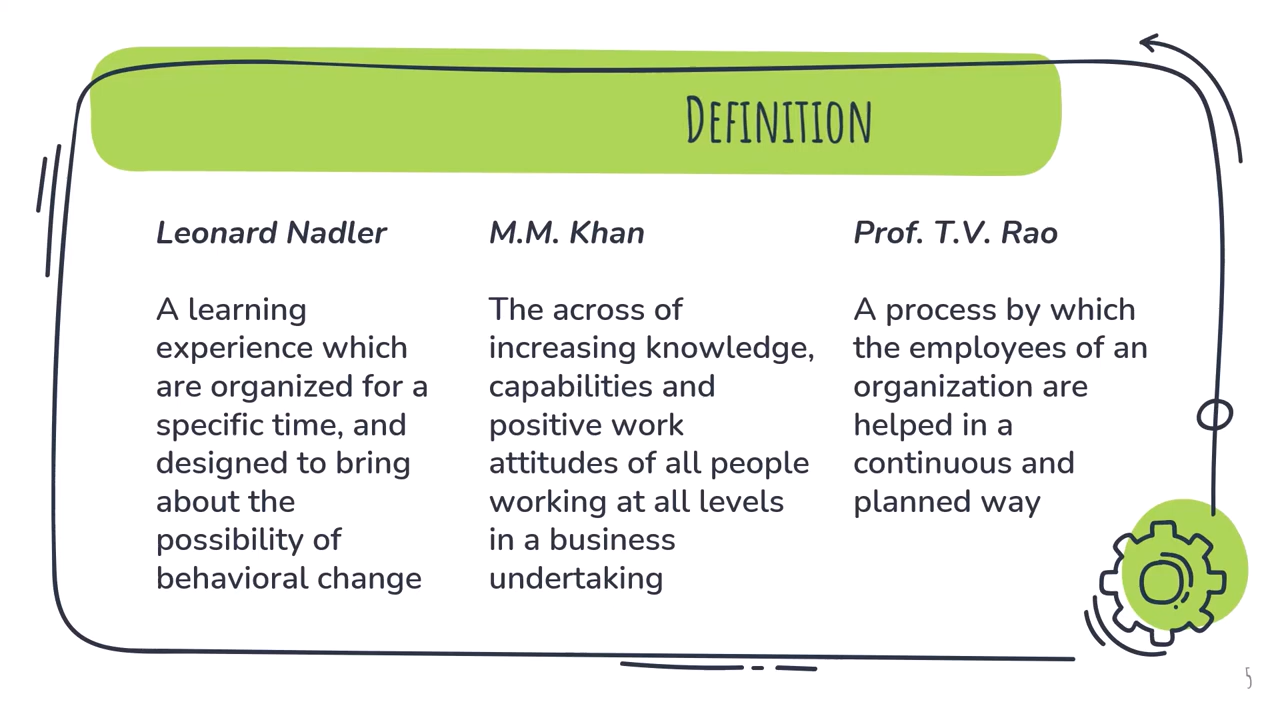 Definition
Leonard Nadler
A learning
experience which
are organized for a
specific time, and
designed to bring
about the
possibility of
behavioral change
M.M. Khan
The across of
increasing knowledge,
capabilities and
positive work
attitudes of all people
working at all levels
in a business
undertaking
Prof. T.V. Rao
A process by which
the employees of an
organization are
helped in a
continuous and
planned way
5